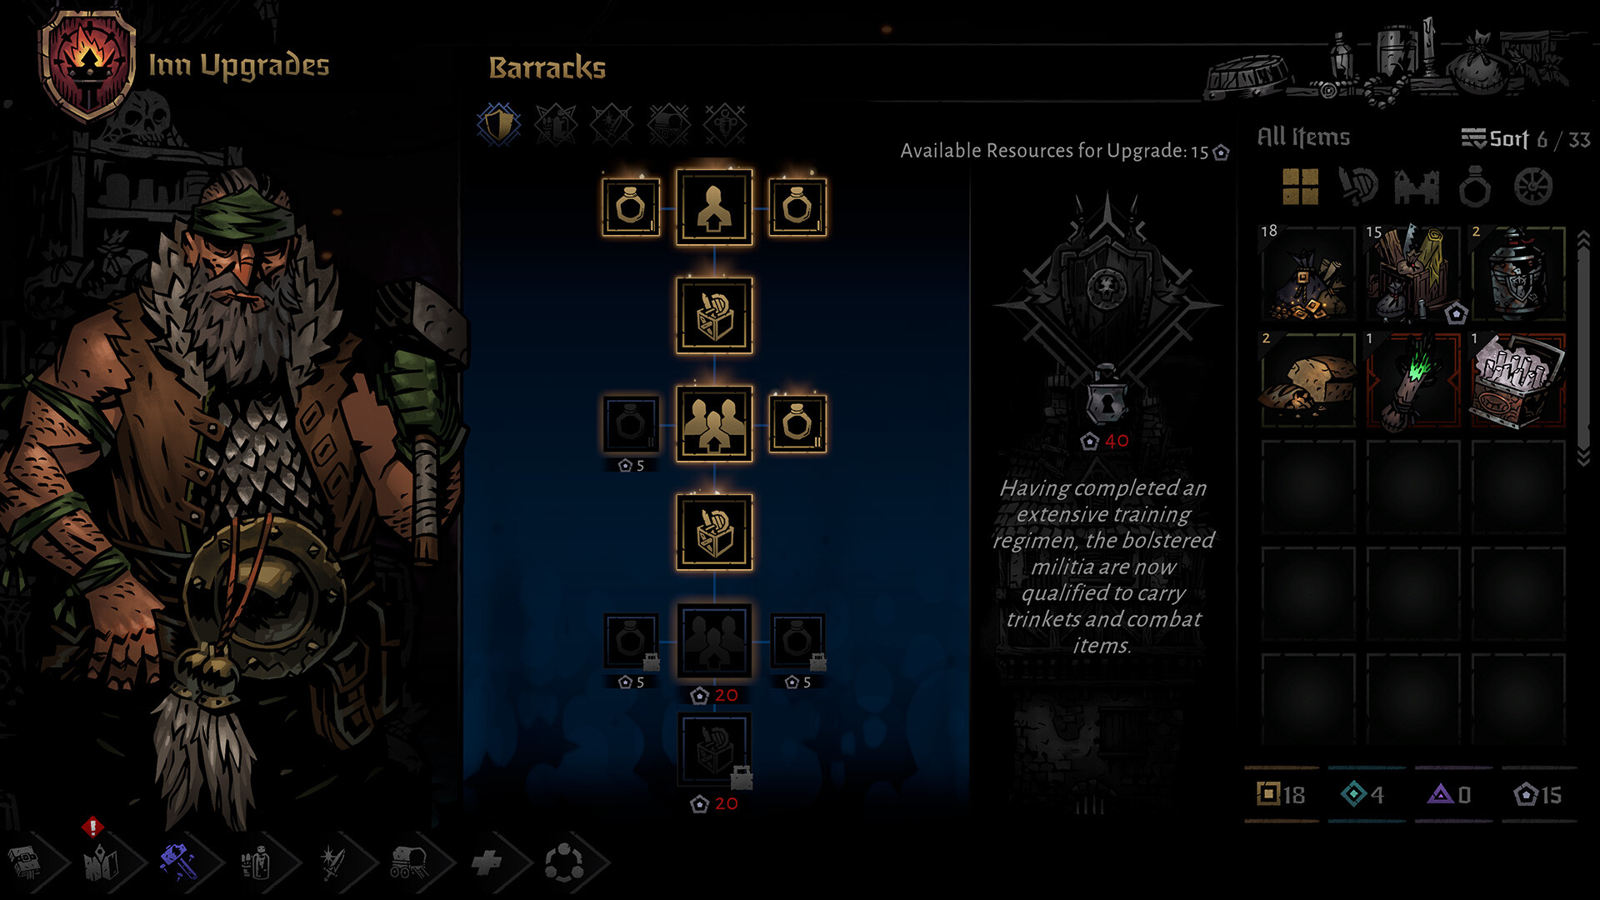 Inn Upgrades
Barracks
Available Resources for Upgrade: 15
All Items
Sort 6 / 33
I
I
18
15
2
2
1
1
II
5
II
40
Having completed an
extensive training
regimen, the bolstered
militia are now
qualified to carry
trinkets and combat
items.
5
20
5
20
18
4
0
15
!